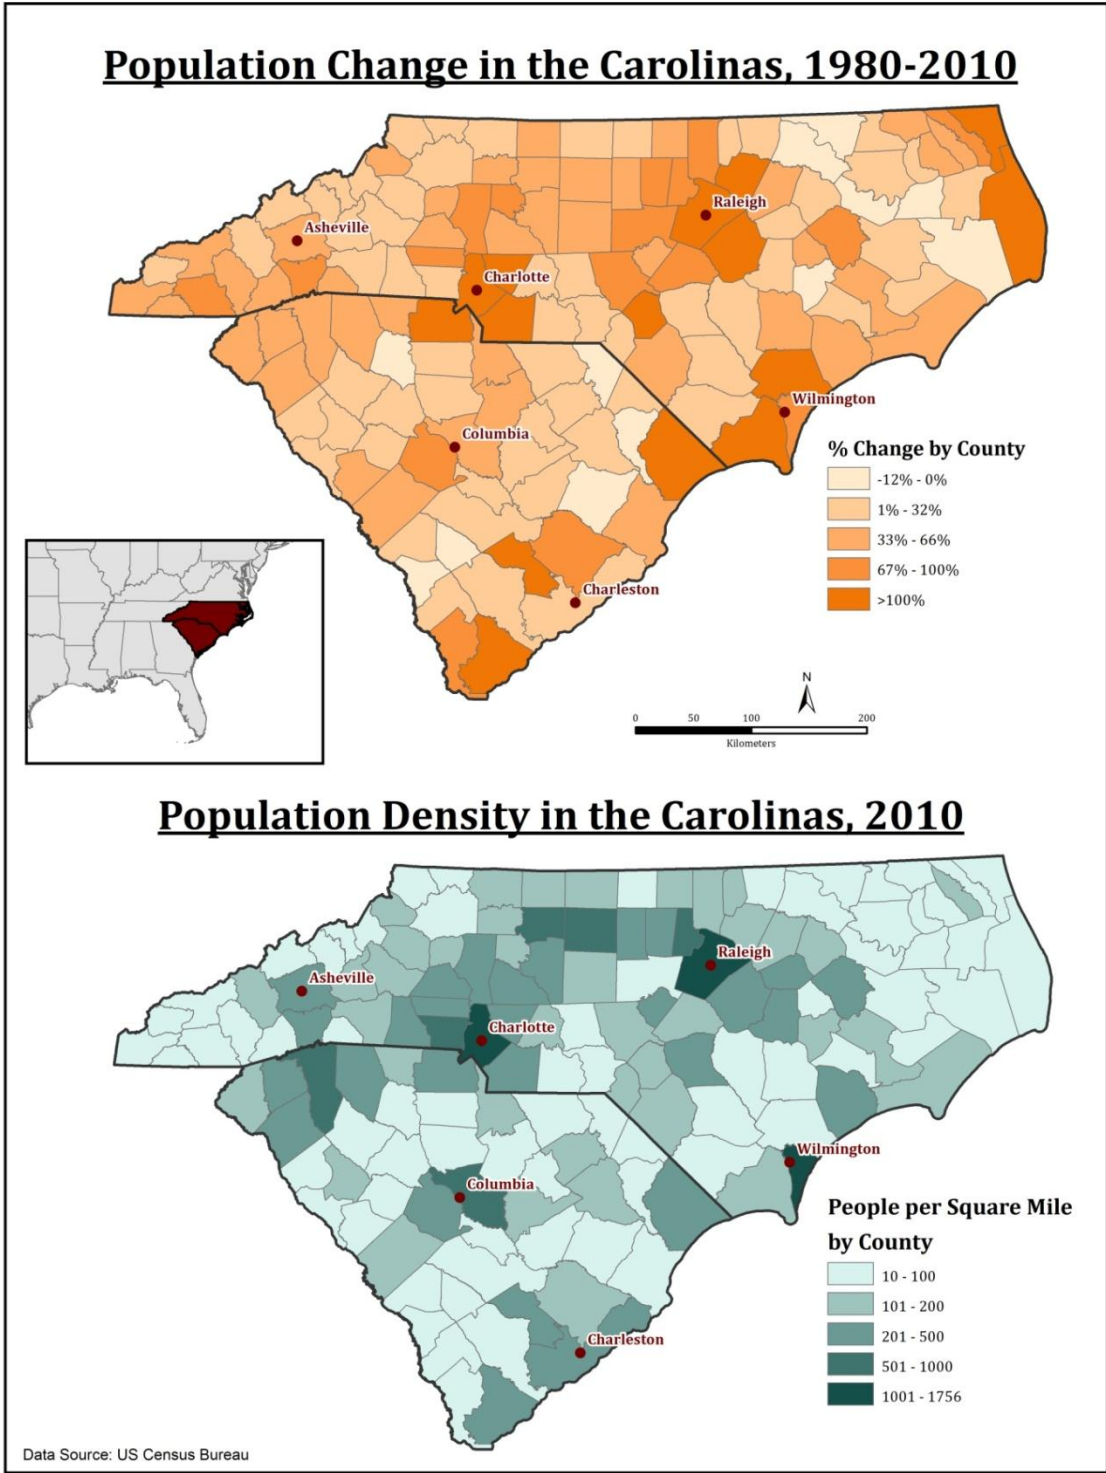 Population Change in the Carolinas, 1980-2010
Raleigh
Asheville
Charlotte
Wilmington
Columbia
% Change by County
-12% - 0%
1% - 32%
33% - 66%
67% - 100%
>100%
Charleston
N
0 50 100 200
Kilometers
Population Density in the Carolinas, 2010
Raleigh
Asheville
Charlotte
Wilmington
Columbia
People per Square Mile
by County
10 - 100
101 - 200
201 - 500
501 - 1000
1001 - 1756
Charleston
Data Source: US Census Bureau